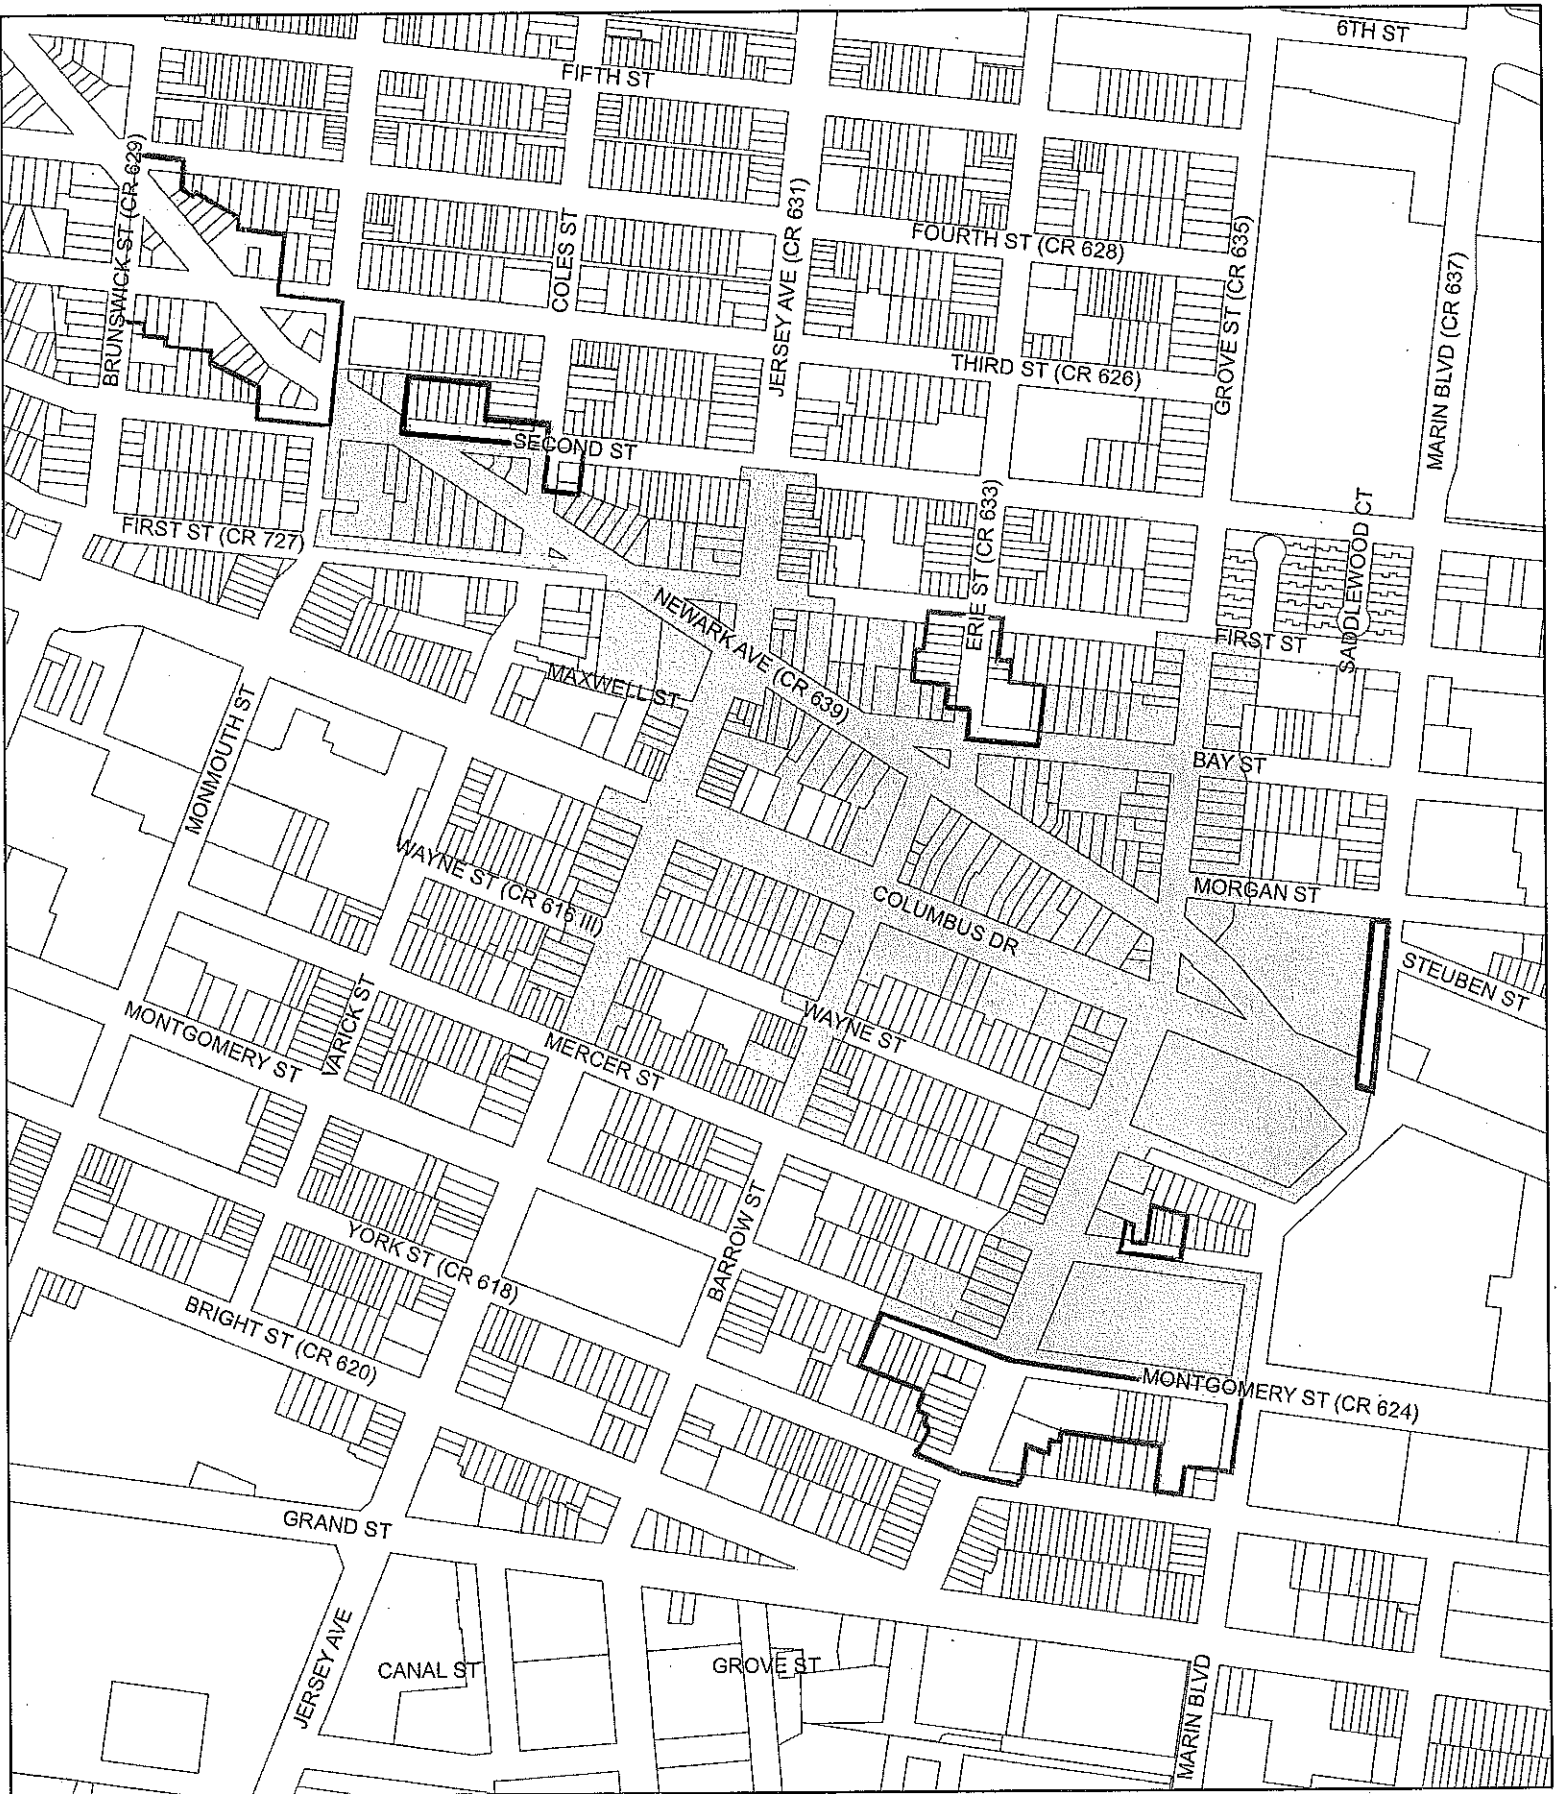 6TH ST
FIFTH ST
BRUNSWICK ST (CR 629)
COLES ST
JERSEY AVE (CR 631)
FOURTH ST (CR 628)
GROVE ST (CR 635)
MARIN BLVD (CR 637)
THIRD ST (CR 626)
SECOND ST
ERIE ST (CR 633)
SADDLEWOOD CT
FIRST ST (CR 727)
NEWARK AVE (CR 639)
FIRST ST
MAXWELL ST
MONMOUTH ST
BAY ST
WAYNE ST (CR 616 III)
MORGAN ST
COLUMBUS DR
STEUBEN ST
VARICK ST
MONTGOMERY ST
MERCER ST
WAYNE ST
BARROW ST
YORK ST (CR 618)
BRIGHT ST (CR 620)
MONTGOMERY ST (CR 624)
GRAND ST
JERSEY AVE
CANAL ST
GROVE ST
MARIN BLVD